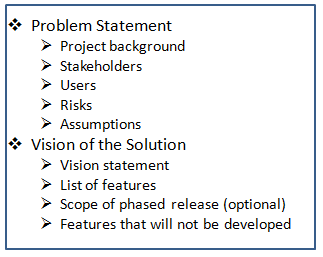 Problem Statement
Project background
Stakeholders
Users
Risks
Assumptions
Vision of the Solution
Vision statement
List of features
Scope of phased release (optional)
Features that will not be developed